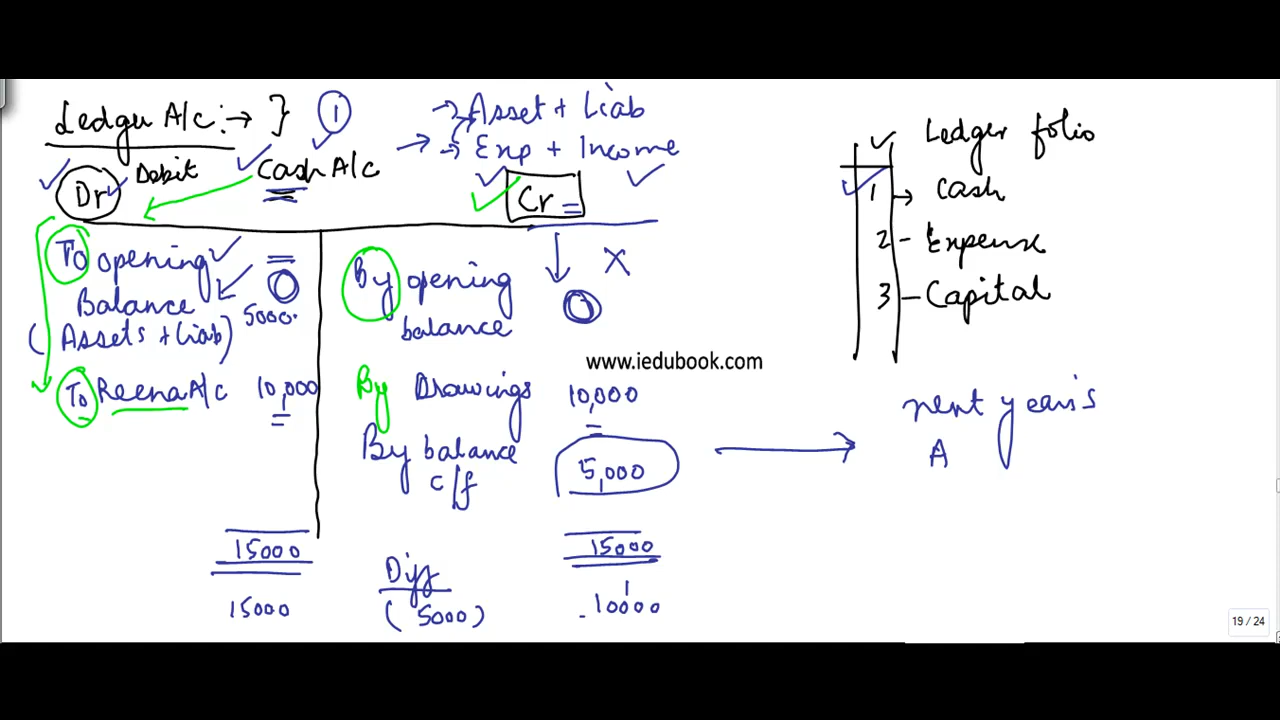 Ledger A/c :→ } 1
→ Asset + Liab
→ → Exp + Income
Dr Debit Cash A/c Cr
To opening
Balance 5000.
(Assets + Liab)
To Reena A/c 10,000
15000
15000
By opening X
balance
By Drawings 10,000
By balance
c/f 5,000
15000
Diff
(5000) 10000
www.iedubook.com
Ledger folio
1 → Cash
2 - Expense
3 - Capital
next year's
A
19 / 24